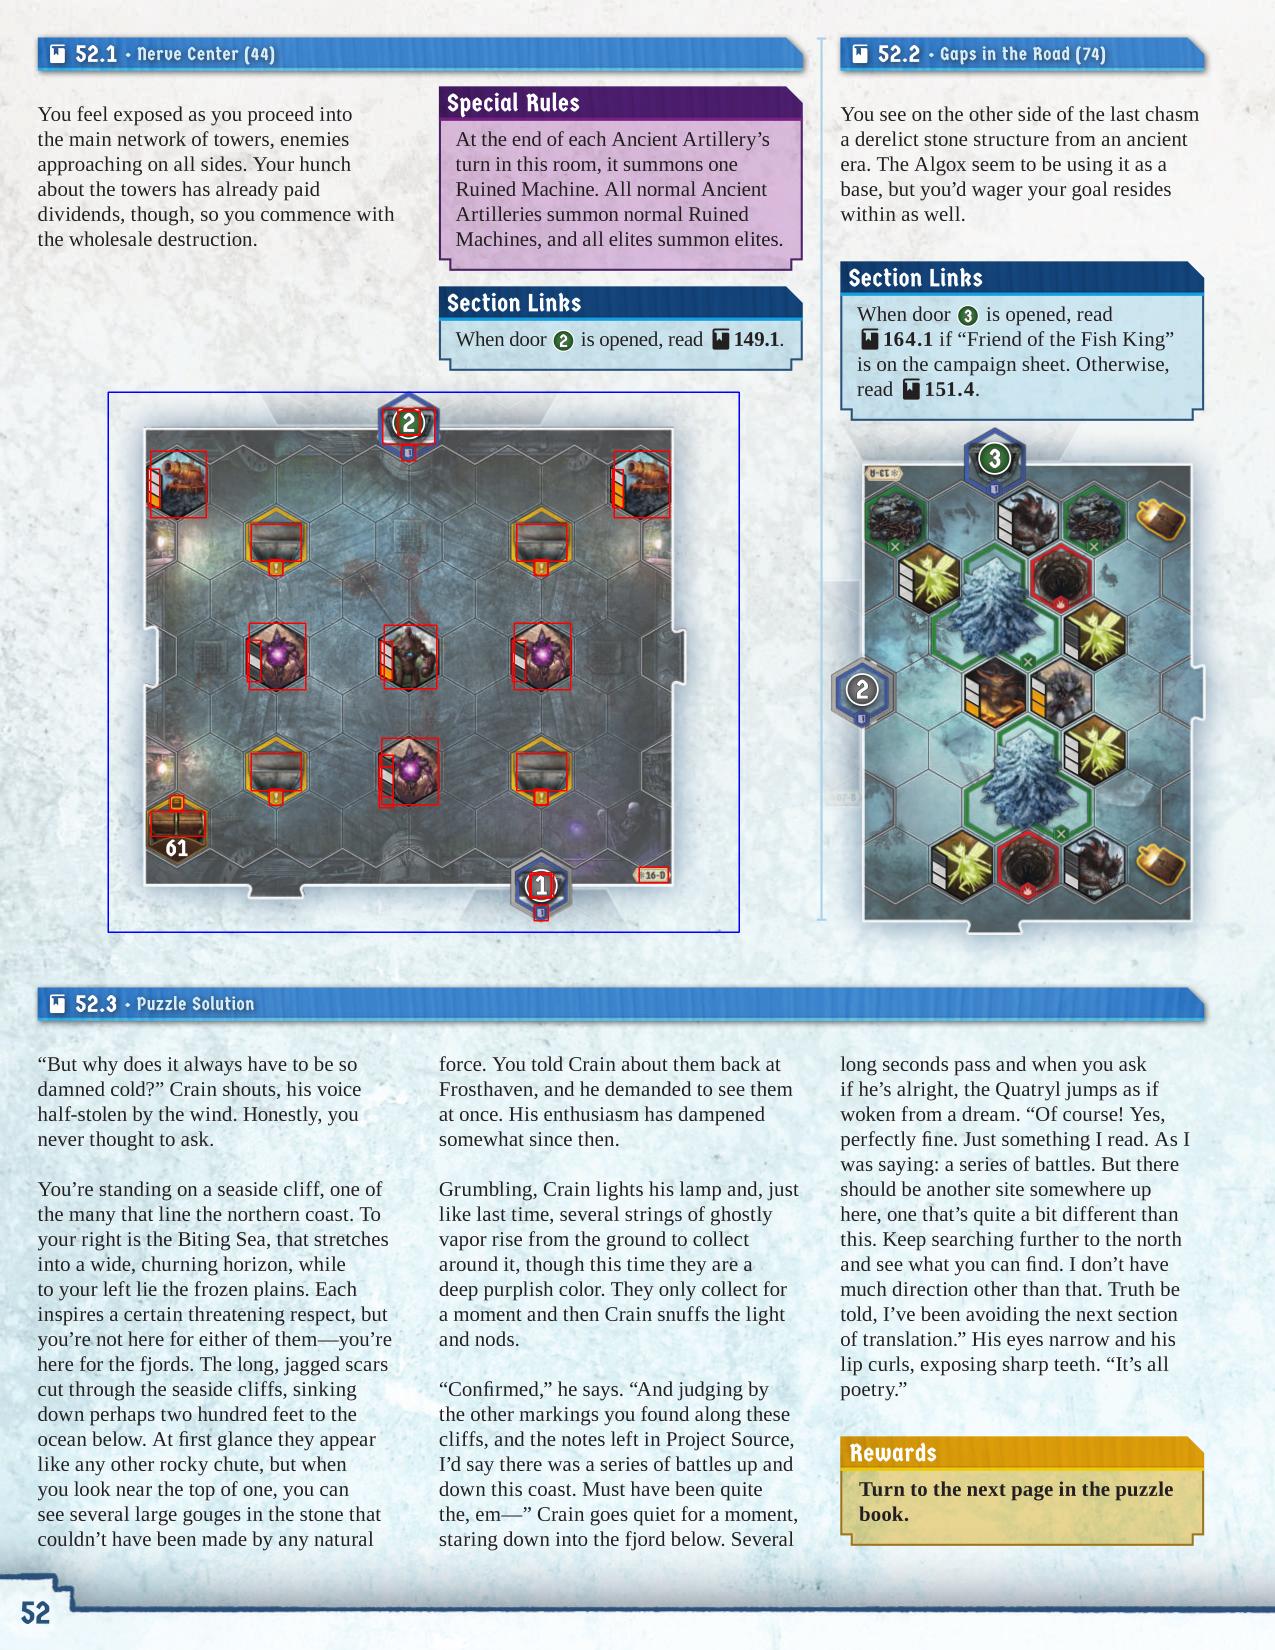 52.1 • Nerve Center (44)
You feel exposed as you proceed into
the main network of towers, enemies
approaching on all sides. Your hunch
about the towers has already paid
dividends, though, so you commence with
the wholesale destruction.
Special Rules
At the end of each Ancient Artillery’s
turn in this room, it summons one
Ruined Machine. All normal Ancient
Artilleries summon normal Ruined
Machines, and all elites summon elites.
Section Links
When door 2 is opened, read 149.1.
2
61
1
16-D
52.2 • Gaps in the Road (74)
You see on the other side of the last chasm
a derelict stone structure from an ancient
era. The Algox seem to be using it as a
base, but you’d wager your goal resides
within as well.
Section Links
When door 3 is opened, read
164.1 if “Friend of the Fish King”
is on the campaign sheet. Otherwise,
read 151.4.
3
13-A
2
52.3 • Puzzle Solution
“But why does it always have to be so
damned cold?” Crain shouts, his voice
half-stolen by the wind. Honestly, you
never thought to ask.
You’re standing on a seaside cliff, one of
the many that line the northern coast. To
your right is the Biting Sea, that stretches
into a wide, churning horizon, while
to your left lie the frozen plains. Each
inspires a certain threatening respect, but
you’re not here for either of them—you’re
here for the fjords. The long, jagged scars
cut through the seaside cliffs, sinking
down perhaps two hundred feet to the
ocean below. At first glance they appear
like any other rocky chute, but when
you look near the top of one, you can
see several large gouges in the stone that
couldn’t have been made by any natural
force. You told Crain about them back at
Frosthaven, and he demanded to see them
at once. His enthusiasm has dampened
somewhat since then.
Grumbling, Crain lights his lamp and, just
like last time, several strings of ghostly
vapor rise from the ground to collect
around it, though this time they are a
deep purplish color. They only collect for
a moment and then Crain snuffs the light
and nods.
“Confirmed,” he says. “And judging by
the other markings you found along these
cliffs, and the notes left in Project Source,
I’d say there was a series of battles up and
down this coast. Must have been quite
the, em—” Crain goes quiet for a moment,
staring down into the fjord below. Several
long seconds pass and when you ask
if he’s alright, the Quatryl jumps as if
woken from a dream. “Of course! Yes,
perfectly fine. Just something I read. As I
was saying: a series of battles. But there
should be another site somewhere up
here, one that’s quite a bit different than
this. Keep searching further to the north
and see what you can find. I don’t have
much direction other than that. Truth be
told, I’ve been avoiding the next section
of translation.” His eyes narrow and his
lip curls, exposing sharp teeth. “It’s all
poetry.”
Rewards
Turn to the next page in the puzzle
book.
52